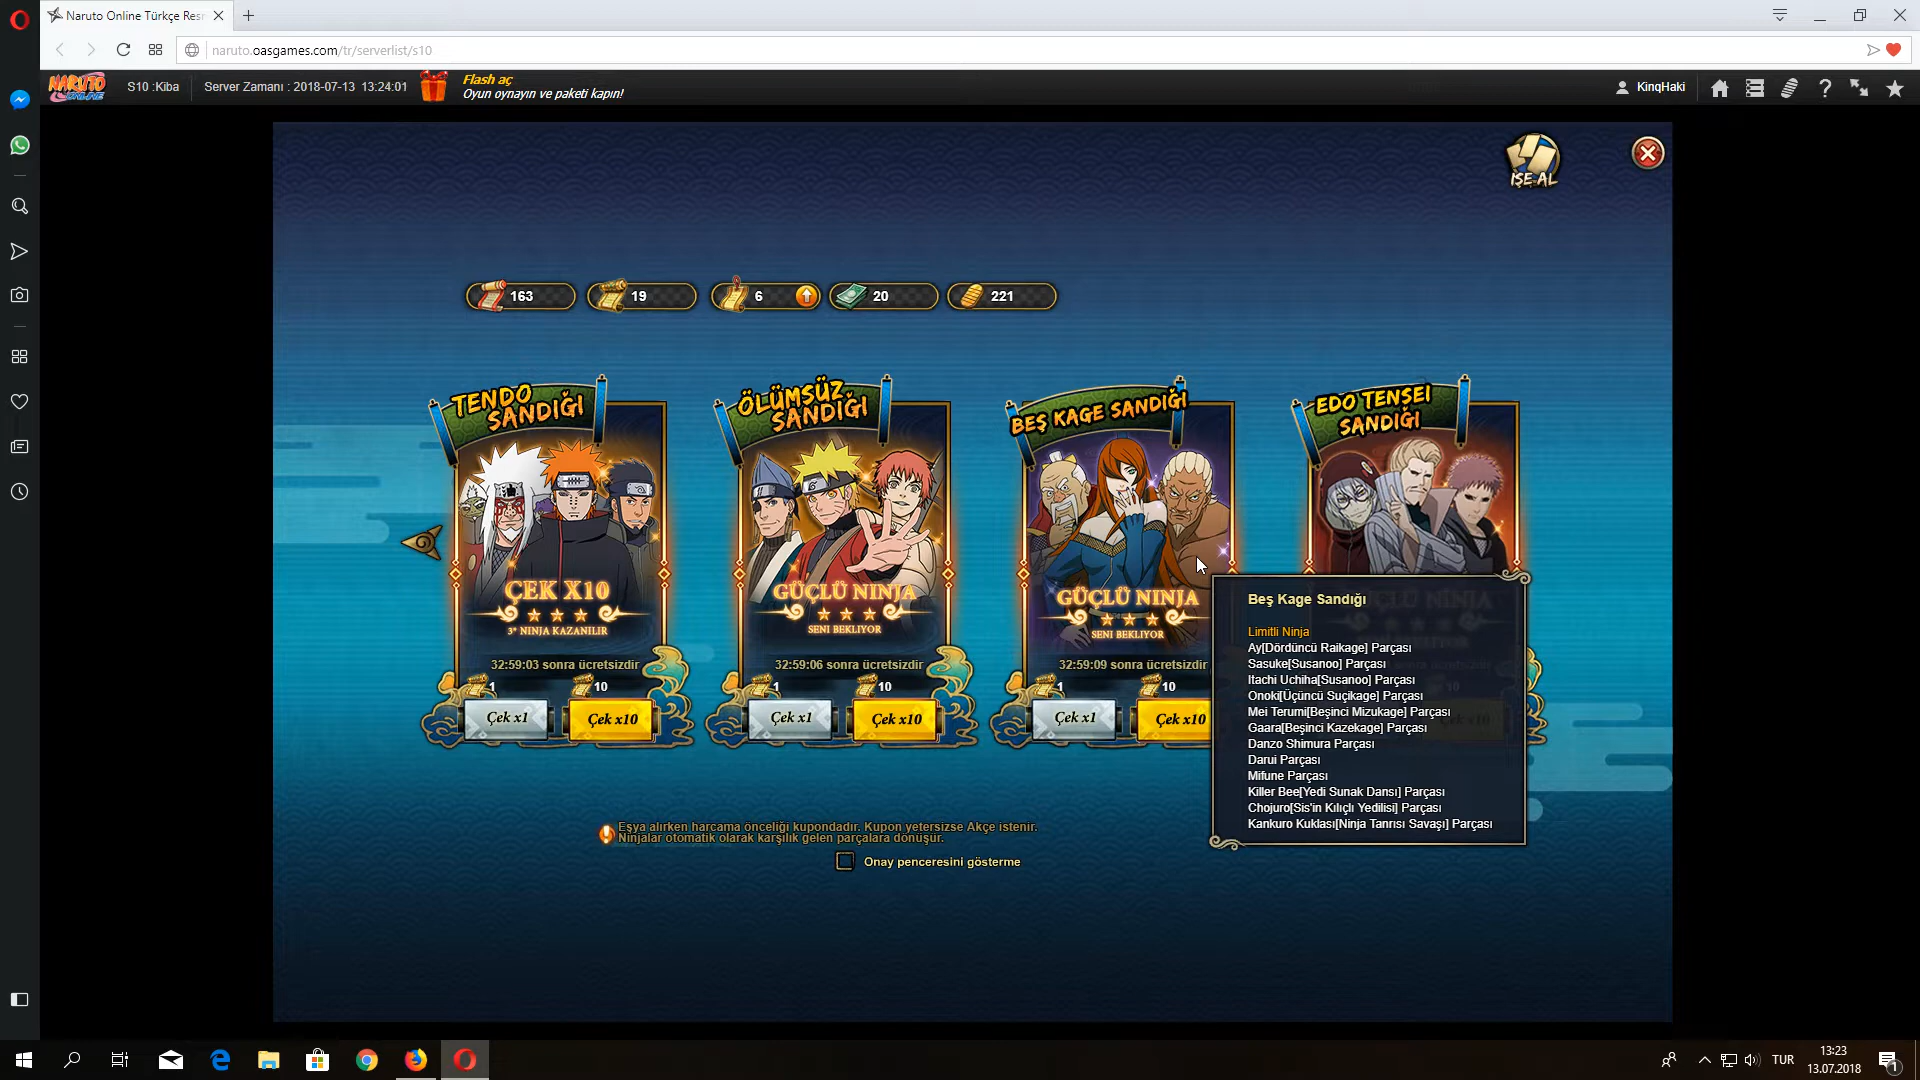 Naruto Online Türkçe Res
naruto.oasgames.com/tr/serverlist/s10
NARUTO
ONLINE
S10 :Kiba
Server Zamanı : 2018-07-13 13:24:01
Flash aç
Oyun oynayın ve paketi kapın!
KinqHaki
İŞE AL
163
19
6
20
221
TENDO
SANDIĞI
ÇEK X10
3* NINJA KAZANILIR
32:59:03 sonra ücretsizdir
1
10
Çek x1
Çek x10
ÖLÜMSÜZ
SANDIĞI
GÜÇLÜ NINJA
SENI BEKLIYOR
32:59:06 sonra ücretsizdir
1
10
Çek x1
Çek x10
BEŞ KAGE SANDIĞI
GÜÇLÜ NINJA
SENI BEKLIYOR
32:59:09 sonra ücretsizdir
1
10
Çek x1
Çek x10
EDO TENSEI
SANDIĞI
Beş Kage Sandığı
Limitli Ninja
Ay[Dördüncü Raikage] Parçası
Sasuke[Susanoo] Parçası
Itachi Uchiha[Susanoo] Parçası
Onoki[Üçüncü Suçikage] Parçası
Mei Terumi[Beşinci Mizukage] Parçası
Gaara[Beşinci Kazekage] Parçası
Danzo Shimura Parçası
Darui Parçası
Mifune Parçası
Killer Bee[Yedi Sunak Dansı] Parçası
Chojuro[Sis'in Kılıçlı Yedilisi] Parçası
Kankuro Kuklası[Ninja Tanrısı Savaşı] Parçası
Eşya alırken harcama önceliği kupondadır. Kupon yetersizse Akçe istenir.
Ninjalar otomatik olarak karşılık gelen parçalara dönüşür.
Onay penceresini gösterme
TUR
13:23
13.07.2018
1